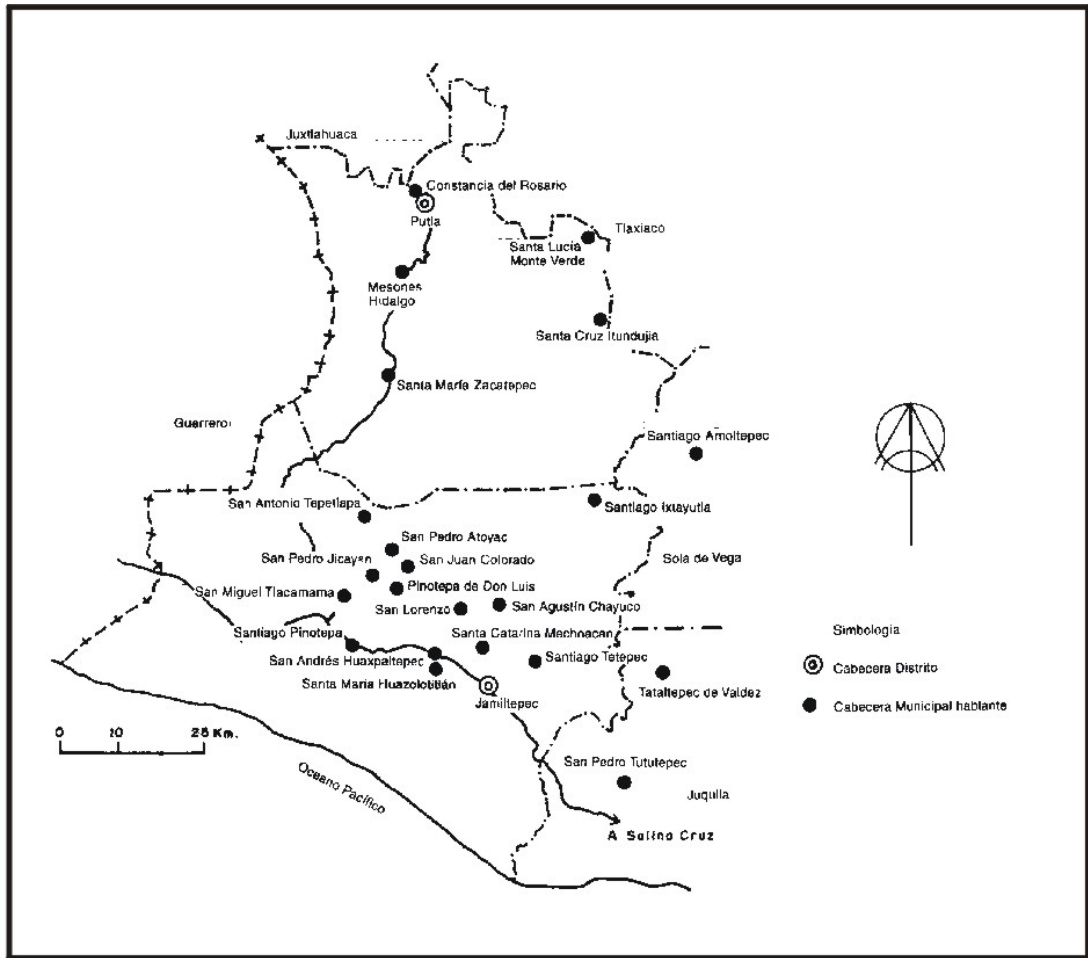 Juxtlahuaca
Constancia del Rosario
Putla
Tlaxiaco
Santa Lucía
Monte Verde
Mesones
Hidalgo
Santa Cruz Itundujia
Santa María Zacatepec
Guerrero
Santiago Amoltepec
San Antonio Tepetlapa
Santiago Ixtayutla
San Pedro Atoyac
San Pedro Jicayan
San Juan Colorado
Sola de Vega
San Miguel Tlacamama
Pinotepa de Don Luis
San Lorenzo
San Agustín Chayuco
Santiago Pinotepa
Santa Catarina Mechoacan
Simbología
San Andrés Huaxpaltepec
Santiago Tetepec
Cabecera Distrito
Santa María Huazolotitlán
Jamiltepec
Tataltepec de Valdez
Cabecera Municipal hablante
0 10 25 Km.
San Pedro Tututepec
Oceano Pacífico
Juquila
A Salina Cruz